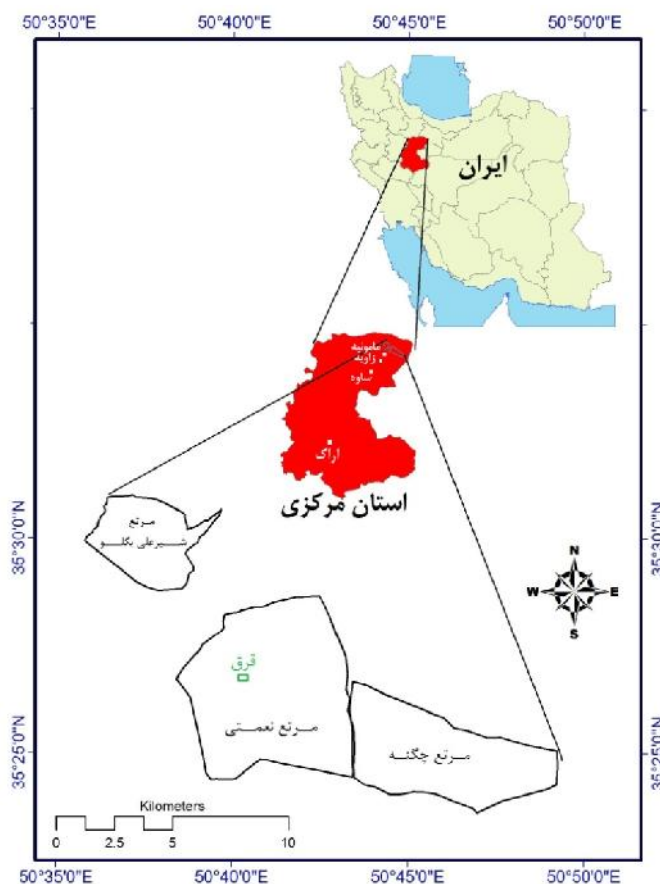 50°35'0"E 50°40'0"E 50°45'0"E 50°50'0"E
ایران
مامونیه
زاویه
ساوه
اراک
استان مرکزی
35°30'0"N 35°30'0"N
مرتع
شیرعلی بگلو
N
W E
S
قرق
مرتع نعمتی
مرتع چگنه
35°25'0"N 35°25'0"N
Kilometers
0 2.5 5 10
50°35'0"E 50°40'0"E 50°45'0"E 50°50'0"E